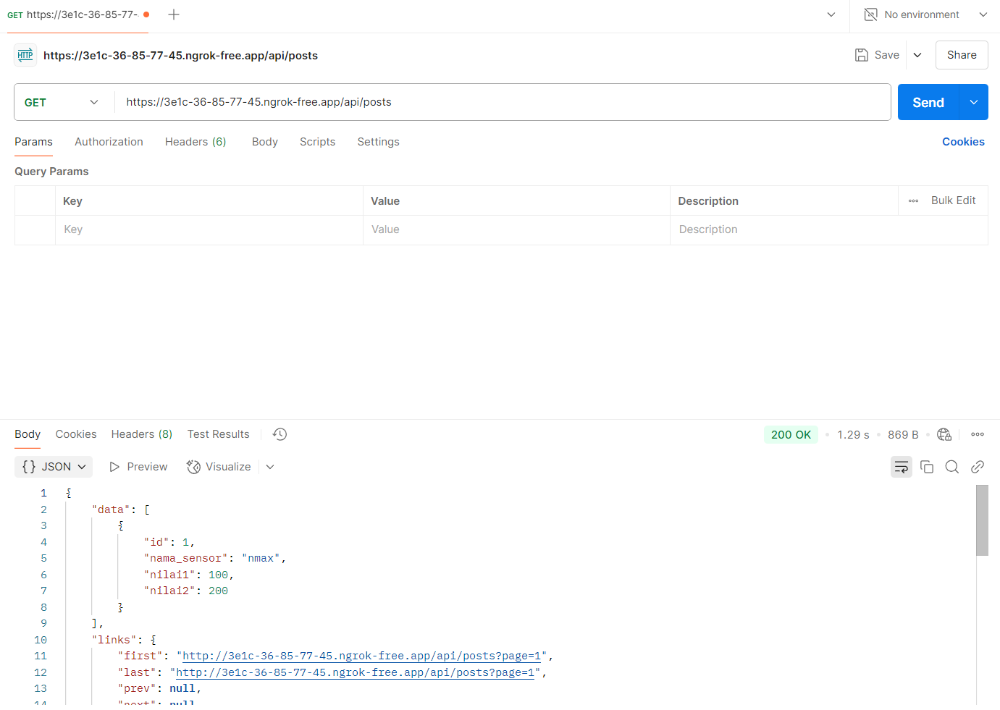 GET https://3e1c-36-85-77-
No environment
HTTP https://3e1c-36-85-77-45.ngrok-free.app/api/posts
Save
Share
GET
https://3e1c-36-85-77-45.ngrok-free.app/api/posts
Send
Params Authorization Headers (6) Body Scripts Settings Cookies
Query Params
Key Value Description Bulk Edit
Key Value Description
Body Cookies Headers (8) Test Results 200 OK 1.29 s 869 B
{} JSON Preview Visualize
1 {
2 "data": [
3 {
4 "id": 1,
5 "nama_sensor": "nmax",
6 "nilai1": 100,
7 "nilai2": 200
8 }
9 ],
10 "links": {
11 "first": "http://3e1c-36-85-77-45.ngrok-free.app/api/posts?page=1",
12 "last": "http://3e1c-36-85-77-45.ngrok-free.app/api/posts?page=1",
13 "prev": null,
14 "next": null